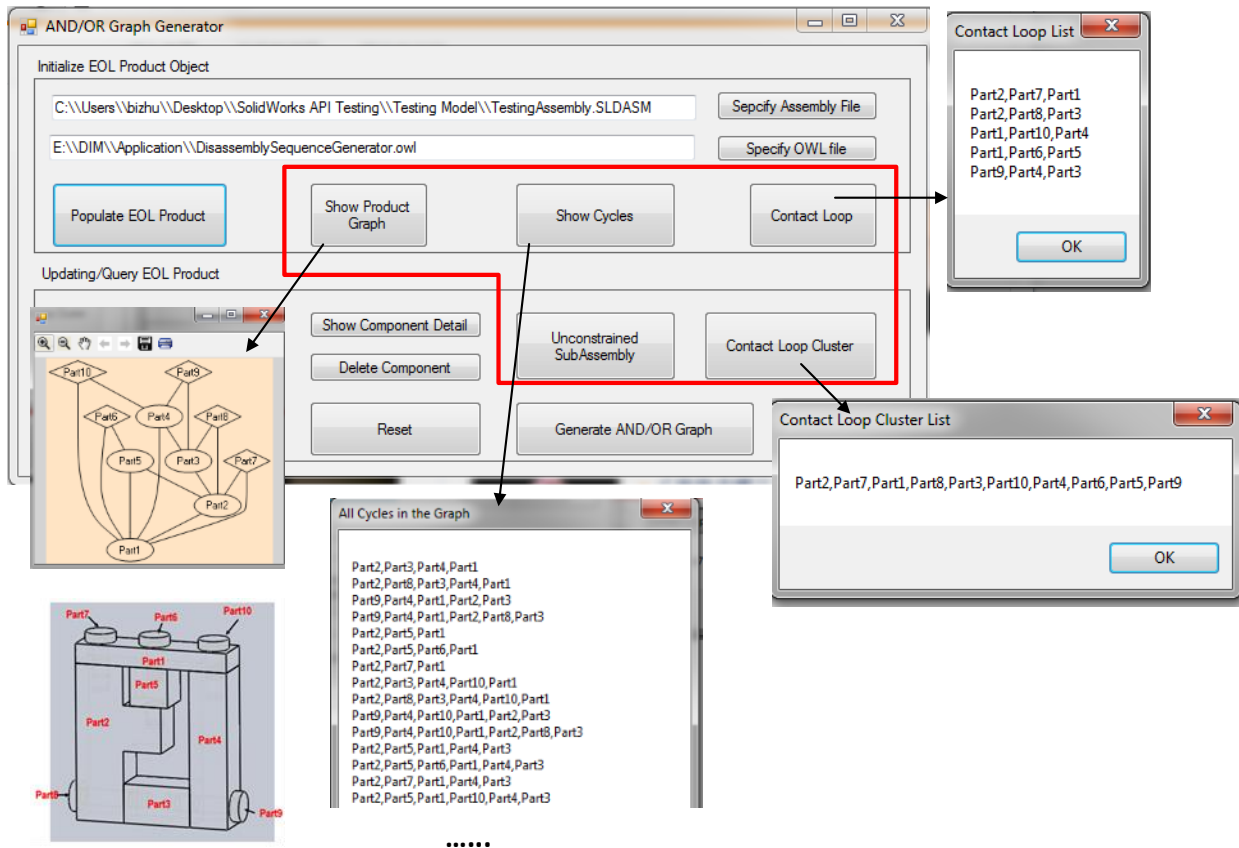 AND/OR Graph Generator
Initialize EOL Product Object
C:\\Users\\bizhu\\Desktop\\SolidWorks API Testing\\Testing Model\\TestingAssembly.SLDASM
Sepcify Assembly File
E:\\DIM\\Application\\DisassemblySequenceGenerator.owl
Specify OWL file
Populate EOL Product
Show Product
Graph
Show Cycles
Contact Loop
Updating/Query EOL Product
Show Component Detail
Delete Component
Unconstrained
SubAssembly
Contact Loop Cluster
Reset
Generate AND/OR Graph
Contact Loop List
Part2,Part7,Part1
Part2,Part8,Part3
Part1,Part10,Part4
Part1,Part6,Part5
Part9,Part4,Part3
OK
Part10
Part9
Part6
Part4
Part8
Part5
Part3
Part7
Part2
Part1
Contact Loop Cluster List
Part2,Part7,Part1,Part8,Part3,Part10,Part4,Part6,Part5,Part9
OK
All Cycles in the Graph
Part2,Part3,Part4,Part1
Part2,Part8,Part3,Part4,Part1
Part9,Part4,Part1,Part2,Part3
Part9,Part4,Part1,Part2,Part8,Part3
Part2,Part5,Part1
Part2,Part5,Part6,Part1
Part2,Part7,Part1
Part2,Part3,Part4,Part10,Part1
Part2,Part8,Part3,Part4,Part10,Part1
Part9,Part4,Part10,Part1,Part2,Part3
Part9,Part4,Part10,Part1,Part2,Part8,Part3
Part2,Part5,Part1,Part4,Part3
Part2,Part5,Part6,Part1,Part4,Part3
Part2,Part7,Part1,Part4,Part3
Part2,Part5,Part1,Part10,Part4,Part3
......
Part7
Part6
Part10
Part1
Part5
Part2
Part4
Part8
Part3
Part9